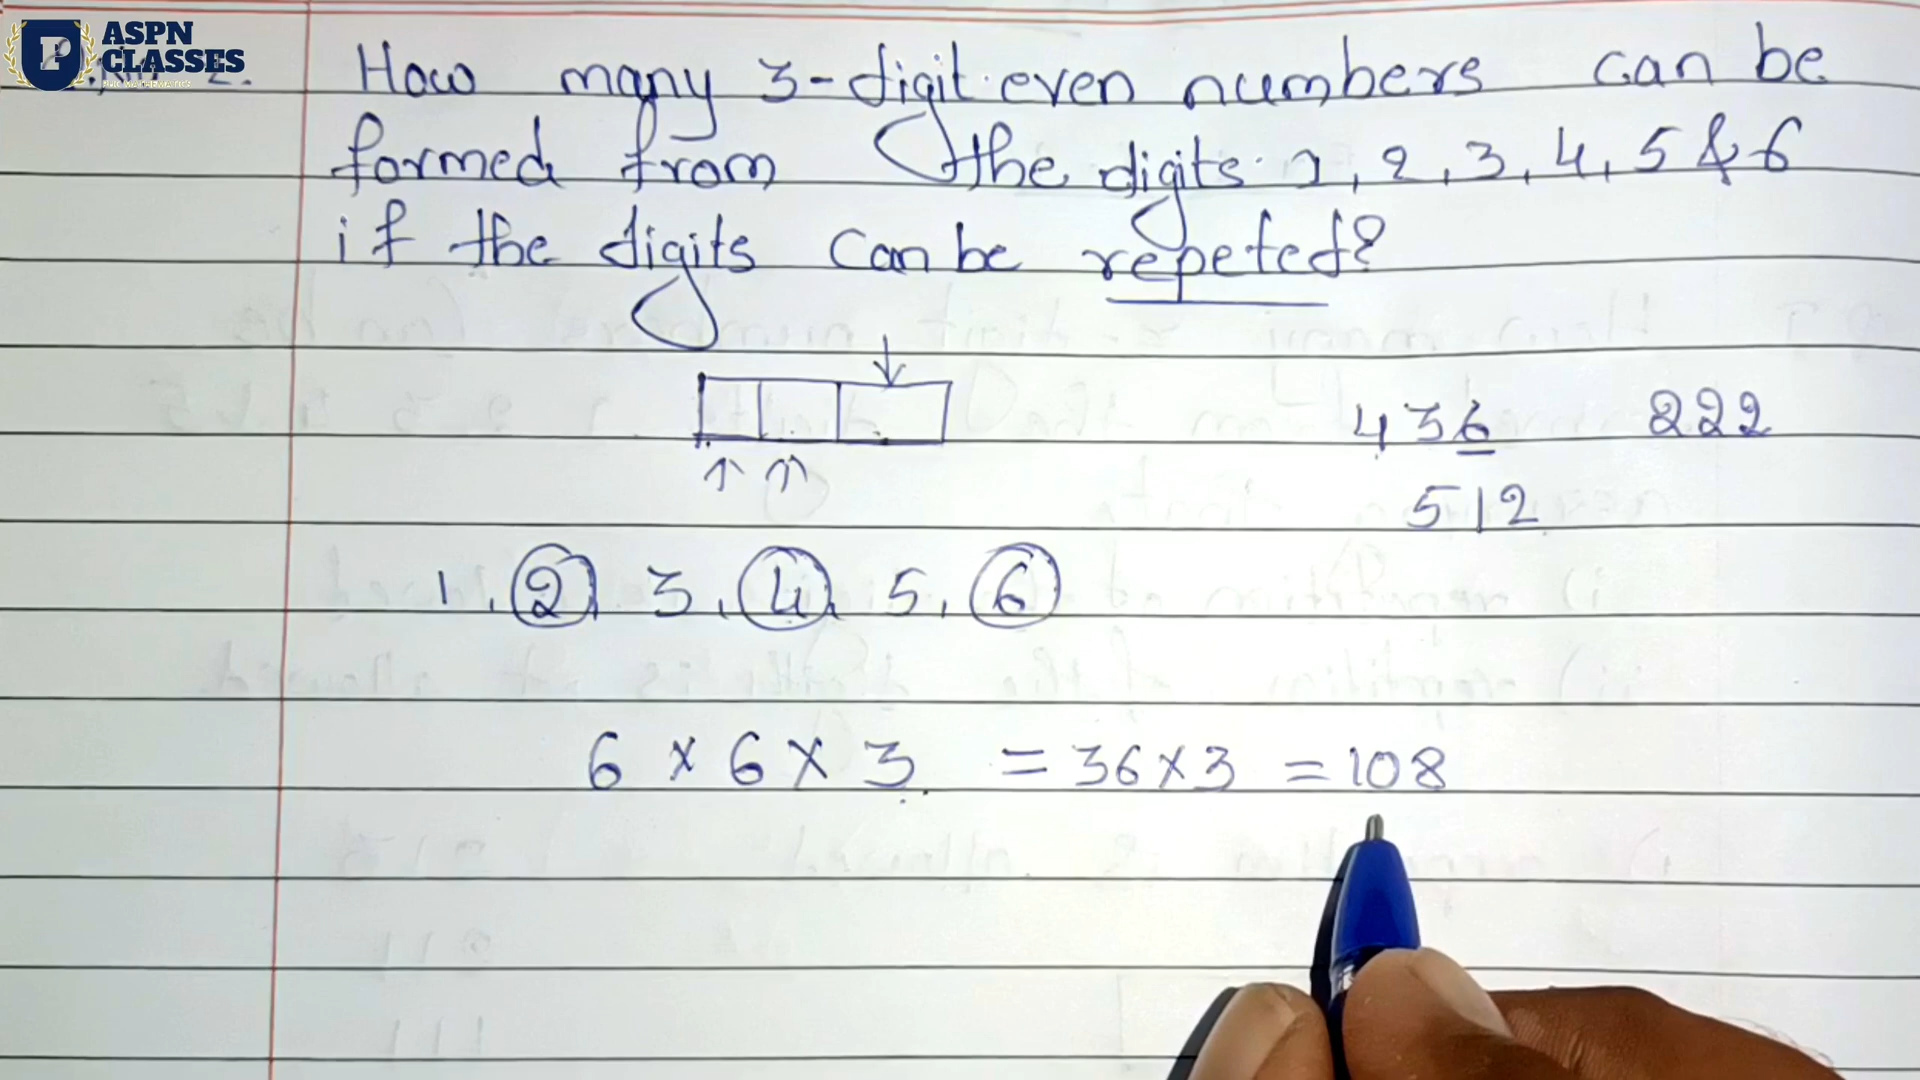 ASPN
CLASSES
2.
How many 3-digit even numbers can be
formed from the digits 1, 2, 3, 4, 5 & 6
if the digits can be repeted?
436 222
512
1, 2, 3, 4, 5, 6
6 × 6 × 3 = 36×3 = 108